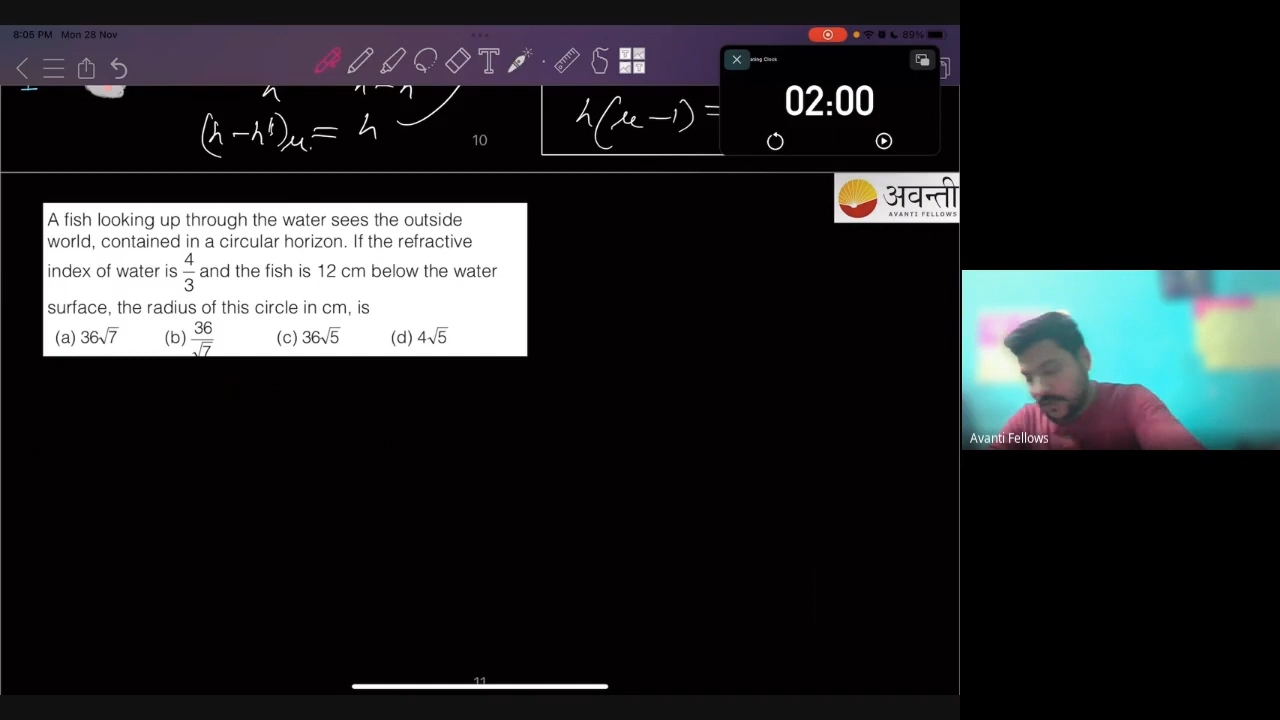 8:05 PM Mon 28 Nov
89%
ating Clock
02:00
(h-h')μ = h
10
h(μ-1) =
अवन्ती
AVANTI FELLOWS
A fish looking up through the water sees the outside
world, contained in a circular horizon. If the refractive
index of water is 4/3 and the fish is 12 cm below the water
surface, the radius of this circle in cm, is
(a) 36√7 (b) 36/√7 (c) 36√5 (d) 4√5
Avanti Fellows
11